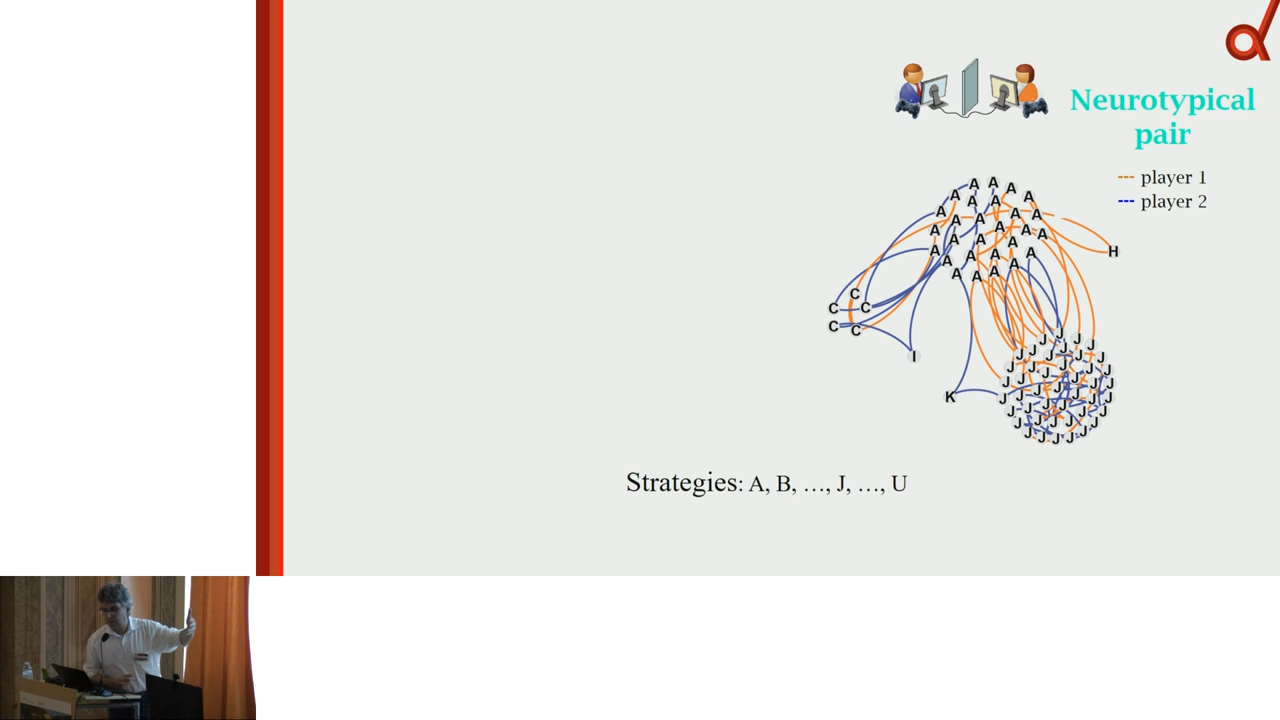 Neurotypical
pair
--- player 1
--- player 2
A A A A A A A A A A A A A A A A A A A A A A A A A A A A A A
H
C C C C C
I
K
J J J J J J J J J J J J J J J J J J J J J J J J J J J J J J J J J J J J J J J J
Strategies: A, B, …, J, …, U